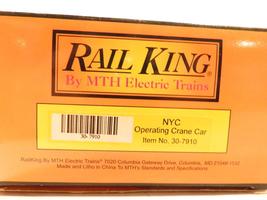 RAIL KING
By MTH Electric Trains
NYC
Operating Crane Car
Item No. 30-7910
30-7910
RailKing By MTH Electric Trains® 7020 Columbia Gateway Drive, Columbia, MD 21046-1532
Made and Litho in China To MTH's Standards and Specifications